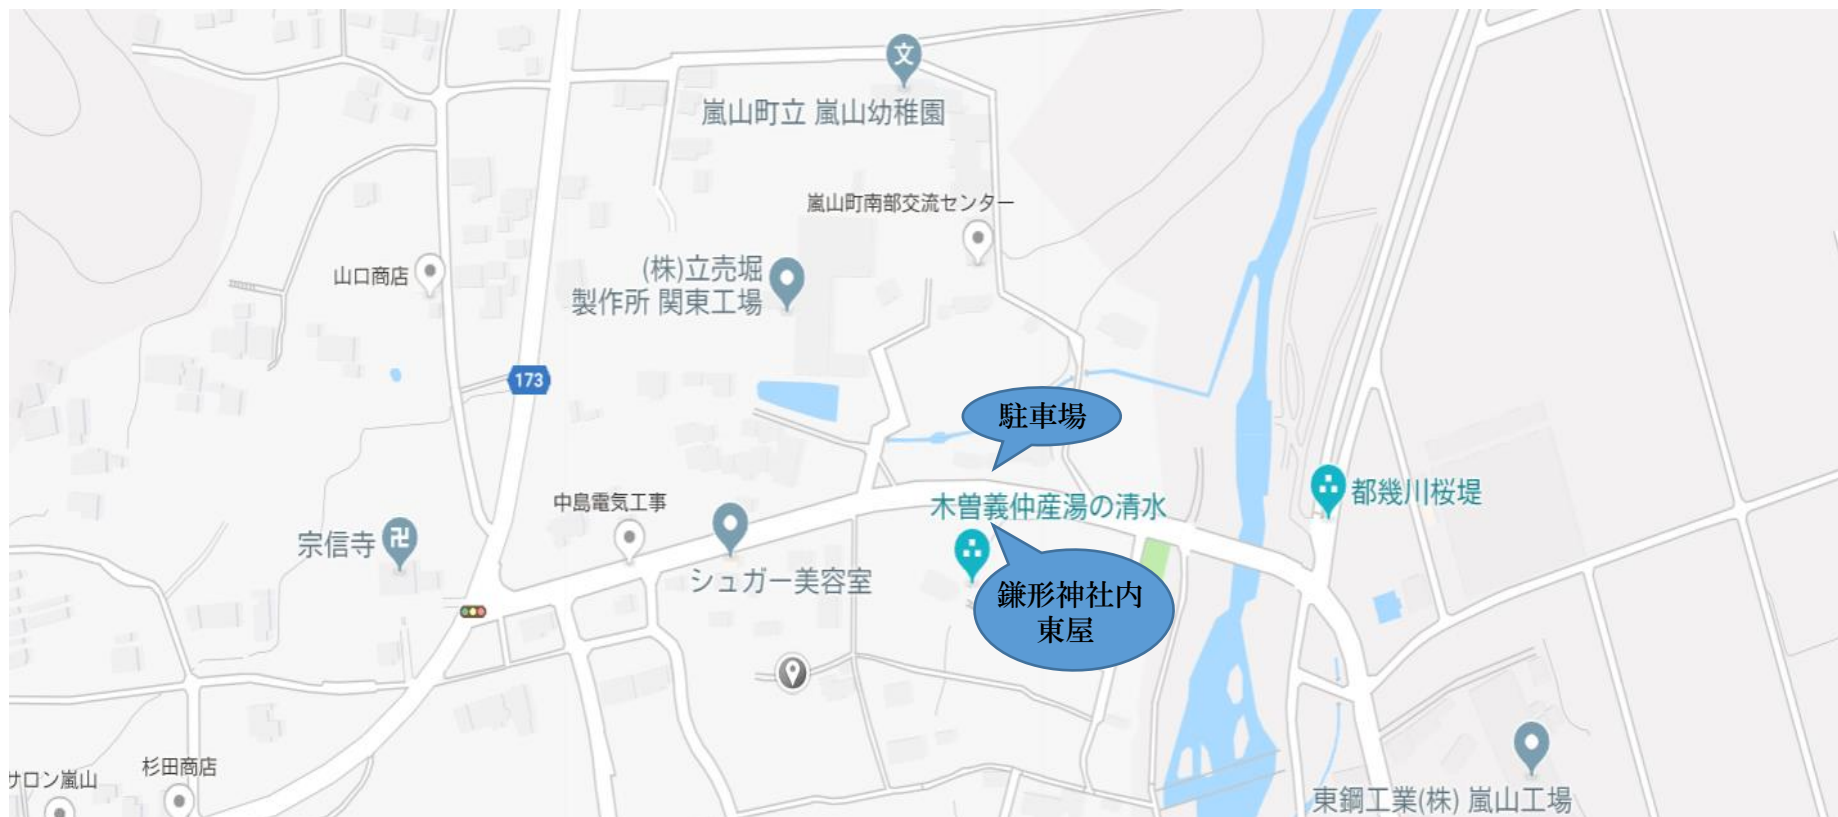 文
嵐山町立 嵐山幼稚園
嵐山町南部交流センター
山口商店
(株)立売堀
製作所 関東工場
173
駐車場
木曽義仲産湯の清水
都幾川桜堤
中島電気工事
宗信寺
卍
シュガー美容室
鎌形神社内
東屋
杉田商店
サロン嵐山
東鋼工業(株) 嵐山工場